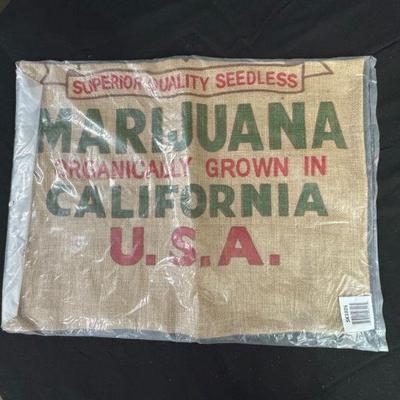 SUPERIOR QUALITY SEEDLESS
MARIJUANA
ORGANICALLY GROWN IN
CALIFORNIA
U.S.A.